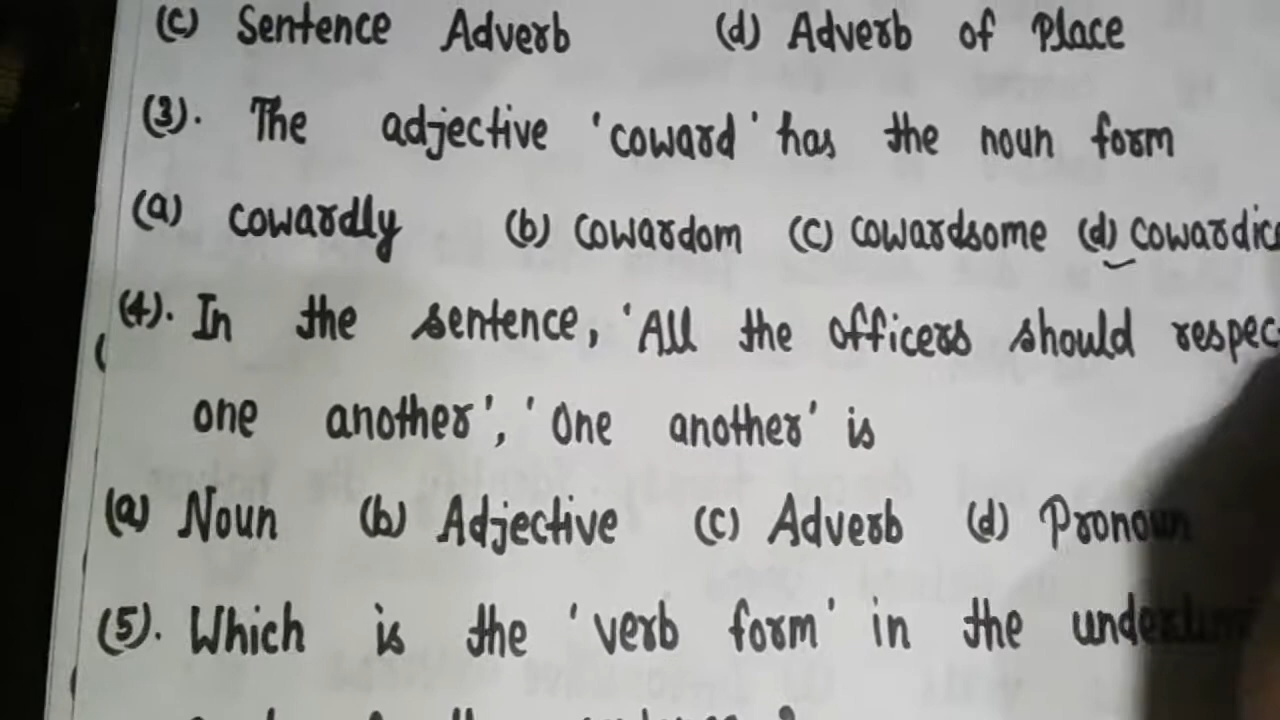 (c) Sentence Adverb (d) Adverb of Place
(3). The adjective 'coward' has the noun form
(a) cowardly (b) cowardom (c) cowardsome (d) cowardic
(4). In the sentence, 'All the officers should respec
one another', 'One another' is
(a) Noun (b) Adjective (c) Adverb (d) Pronoun
(5). Which is the 'verb form' in the